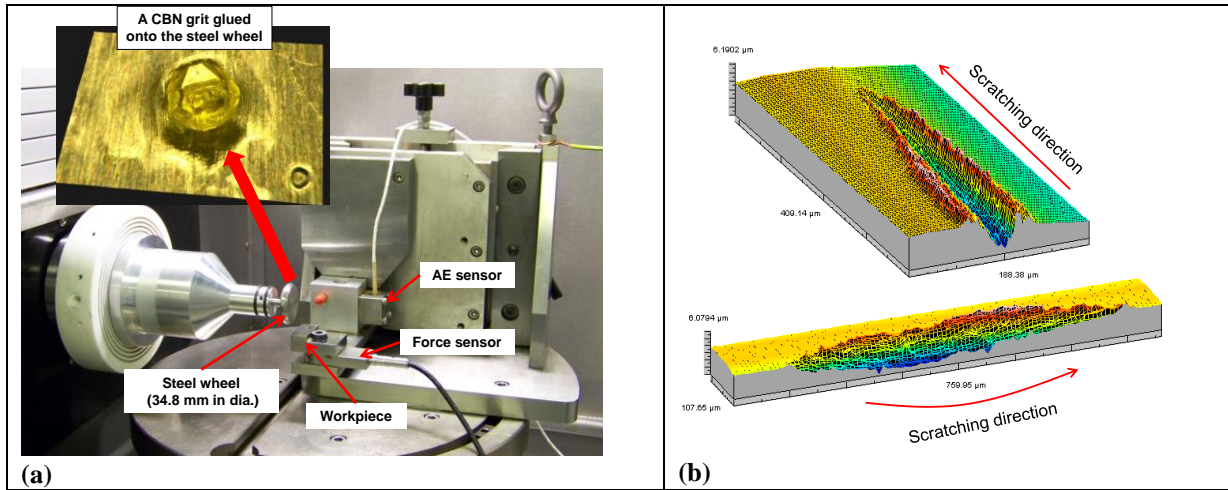 A CBN grit glued
onto the steel wheel
AE sensor
Force sensor
Steel wheel
(34.8 mm in dia.)
Workpiece
(a)
6.1902 µm
Scratching direction
409.14 µm
188.38 µm
6.0794 µm
759.95 µm
107.65 µm
Scratching direction
(b)